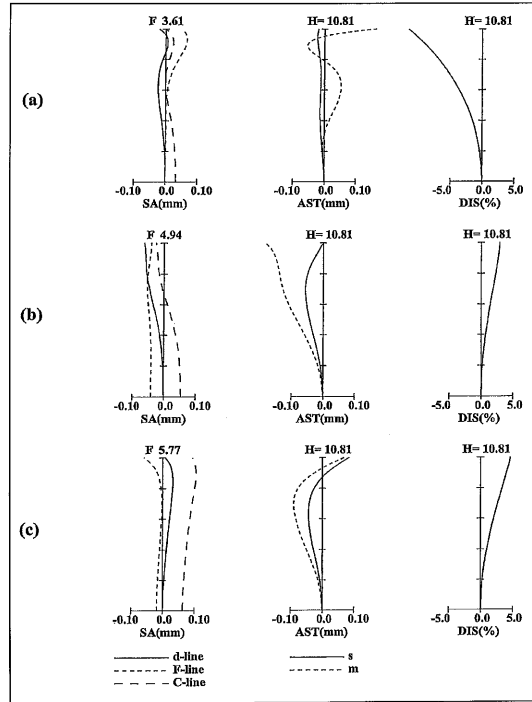 F 3.61 H= 10.81 H= 10.81
(a)
-0.10 0.0 0.10 -0.10 0.0 0.10 -5.0 0.0 5.0
SA(mm) AST(mm) DIS(%)
F 4.94 H= 10.81 H= 10.81
(b)
-0.10 0.0 0.10 -0.10 0.0 0.10 -5.0 0.0 5.0
SA(mm) AST(mm) DIS(%)
F 5.77 H= 10.81 H= 10.81
(c)
-0.10 0.0 0.10 -0.10 0.0 0.10 -5.0 0.0 5.0
SA(mm) AST(mm) DIS(%)
d-line s
F-line m
C-line